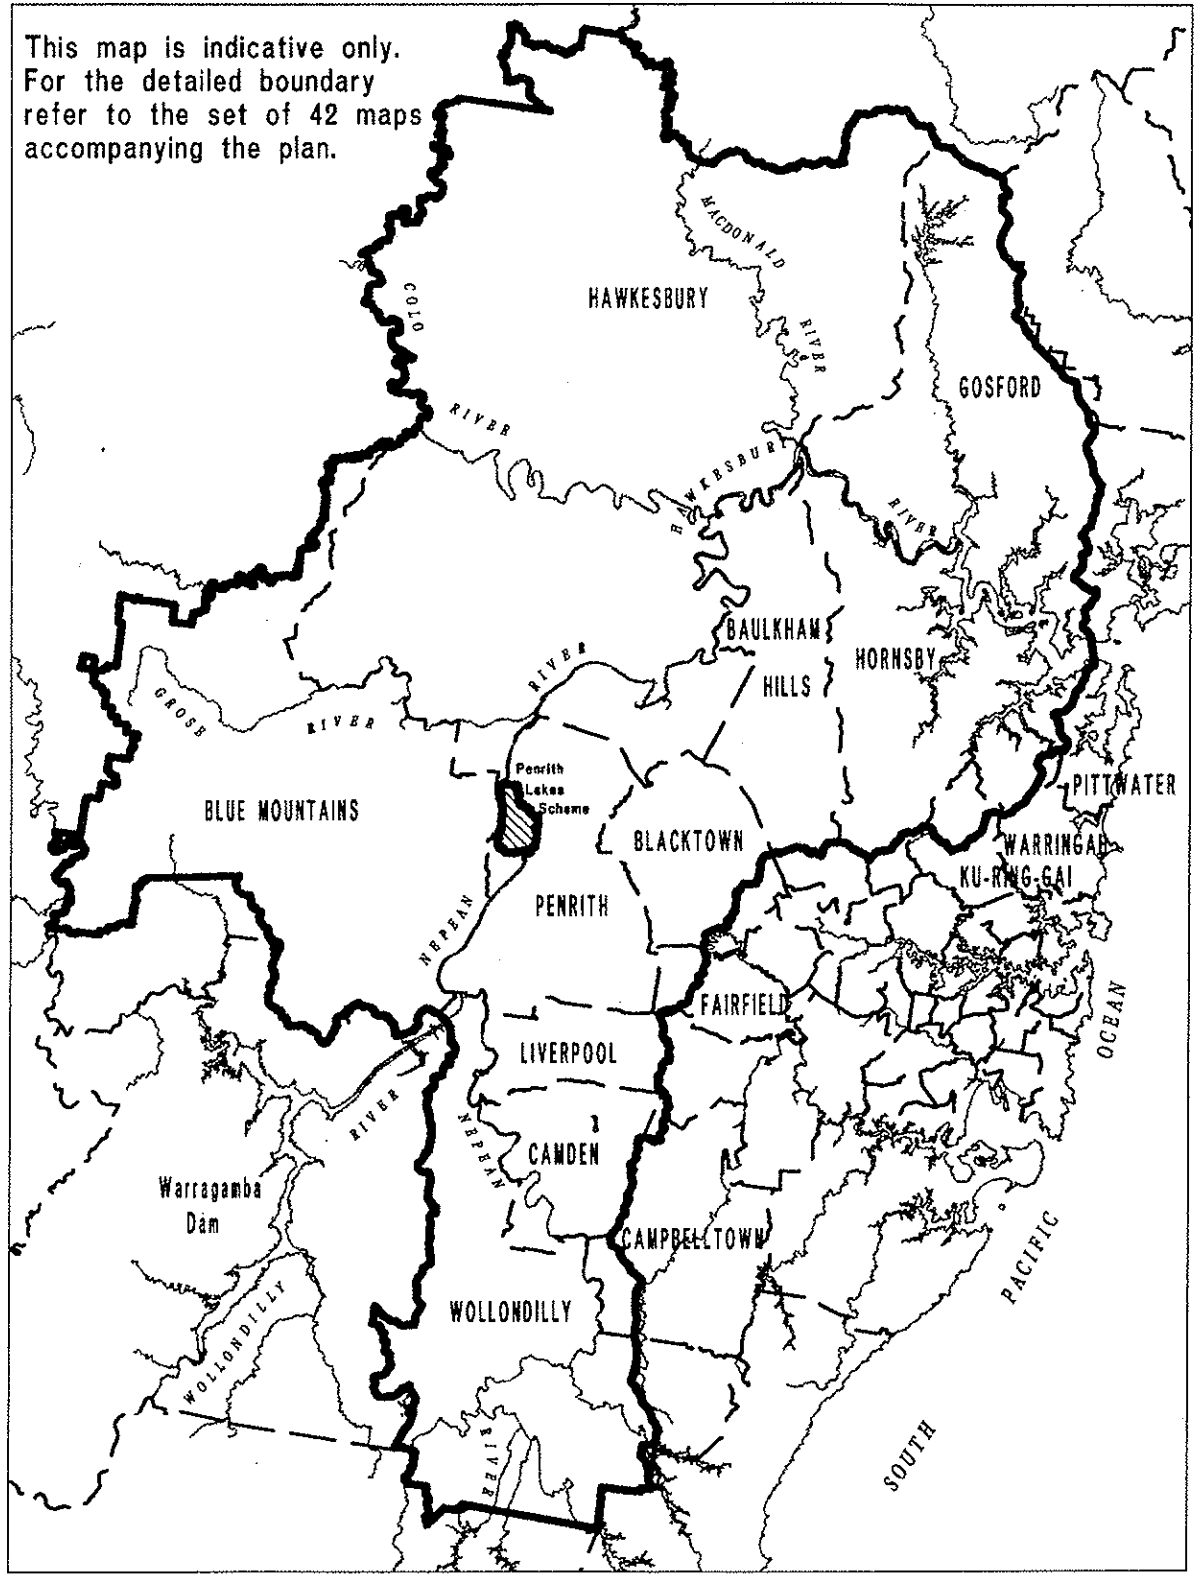 This map is indicative only.
For the detailed boundary
refer to the set of 42 maps
accompanying the plan.
MACDONALD
RIVER
HAWKESBURY
COLO
RIVER
GOSFORD
HAWKESBURY
RIVER
BAULKHAM
HILLS
HORNSBY
RIVER
GROSE
RIVER
Penrith
Lakes
Scheme
PITTWATER
BLUE MOUNTAINS
BLACKTOWN
WARRINGAH
KU-RING-GAI
PENRITH
NEPEAN
FAIRFIELD
OCEAN
LIVERPOOL
RIVER
NEPEAN
CAMDEN
Warragamba
Dam
CAMPBELLTOWN
PACIFIC
WOLLONDILLY
WOLLONDILLY
RIVER
SOUTH